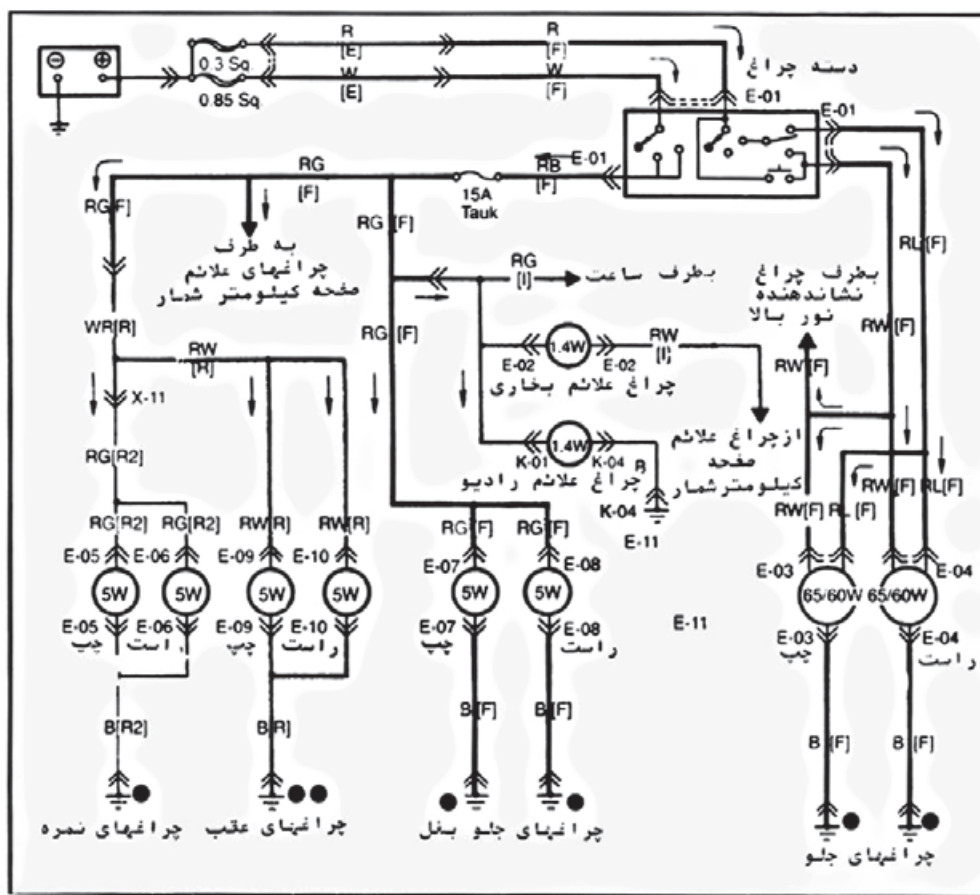 R
[E]
R
[F]
0.3 Sq.
W
[E]
W
[F]
0.85 Sq.
دسته چراغ
E-01
E-01
E-01
RB
[F]
RG
[F]
15A
Tauk
RG[F]
RG [F]
RL[F]
به طرف
چراغهای علائم
صفحه کیلومتر شمار
RG
[I]
بطرف ساعت
بطرف چراغ
نشاندهنده
نور بالا
WR[R]
RG [F]
RW[F]
RW
[R]
1.4W
RW
[I]
E-02
E-02
RW[F]
چراغ علائم بخاری
X-11
1.4W
K-01
K-04
B
از چراغ علائم
صفحه
کیلومتر شمار
RG[R2]
چراغ علائم رادیو
K-04
RW[F]
RL[F]
RW[F]
RL[F]
E-11
RG[R2]
RG[R2]
RW[R]
RW[R]
RG[F]
RG[F]
E-05
E-06
E-09
E-10
E-07
E-08
E-03
E-04
5W
5W
5W
5W
5W
5W
65/60W
65/60W
E-11
E-05
E-06
E-09
E-10
E-07
E-08
E-03
E-04
چپ
راست
چپ
راست
چپ
راست
چپ
راست
B[R2]
B[R]
B[F]
B[F]
B [F]
B [F]
چراغهای نمره
چراغهای عقب
چراغهای جلو بغل
چراغهای جلو